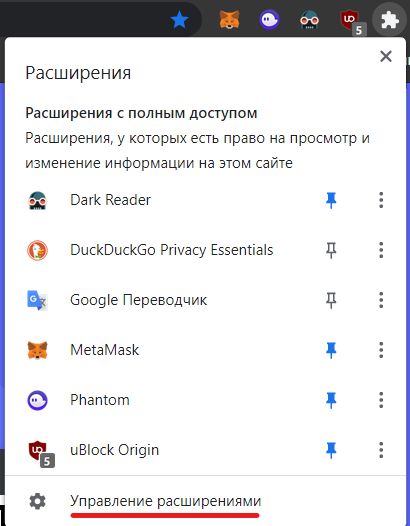 5
Расширения
Расширения с полным доступом
Расширения, у которых есть право на просмотр и
изменение информации на этом сайте
Dark Reader
DuckDuckGo Privacy Essentials
Google Переводчик
MetaMask
Phantom
uBlock Origin
5
Управление расширениями